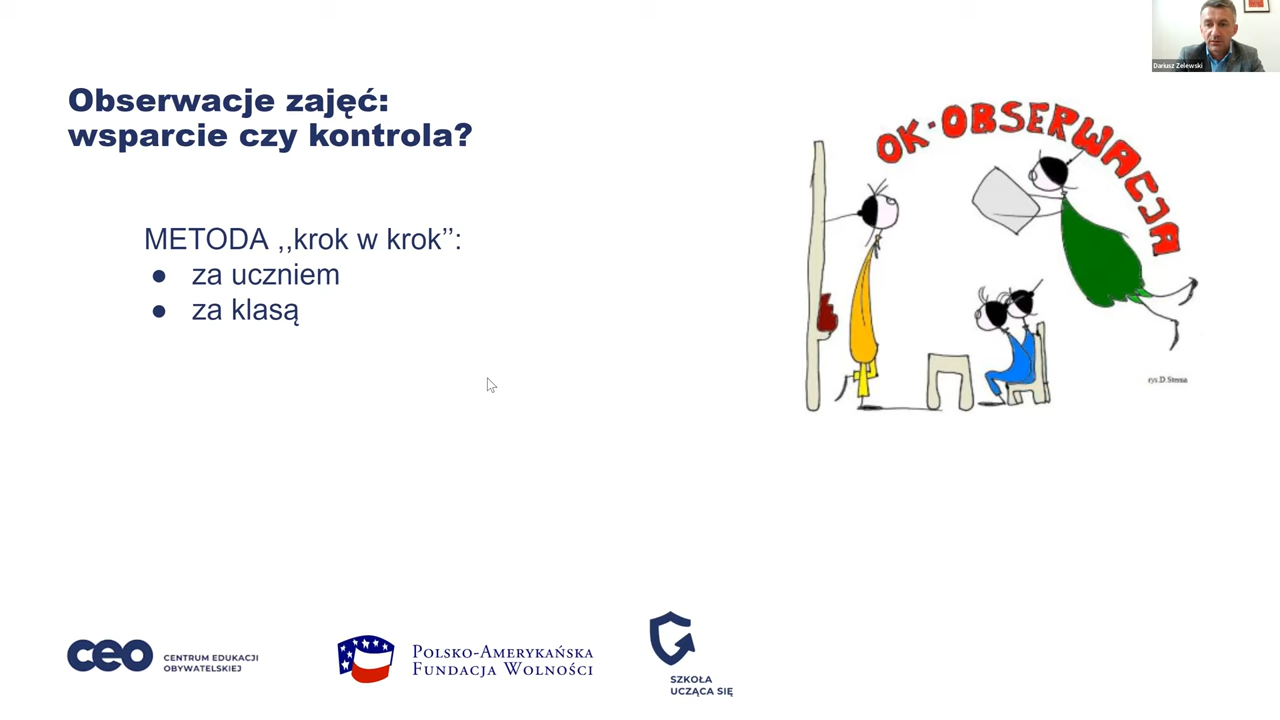 Dariusz Zelewski
Obserwacje zajęć:
wsparcie czy kontrola?
OK-OBSERWACJA
METODA ,,krok w krok’’:
● za uczniem
● za klasą
rys.D.Sterna
ceo
CENTRUM EDUKACJI
OBYWATELSKIEJ
POLSKO-AMERYKAŃSKA
FUNDACJA WOLNOŚCI
SZKOŁA
UCZĄCA SIĘ